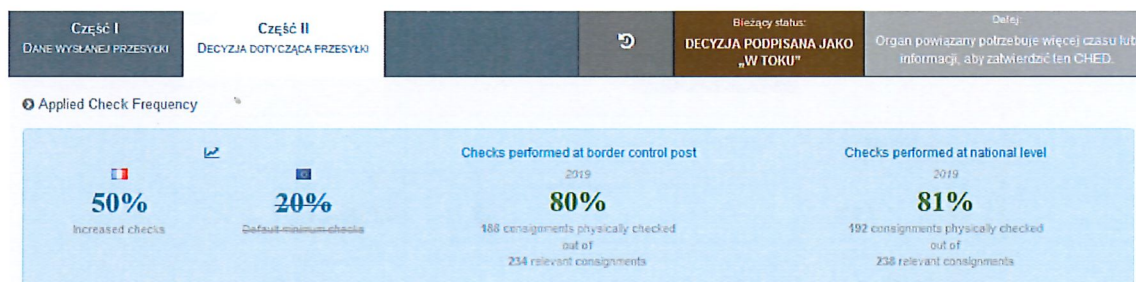 Część I
DANE WYSŁANEJ PRZESYŁKI
Część II
DECYZJA DOTYCZĄCA PRZESYŁKI
Bieżący status:
DECYZJA PODPISANA JAKO
„W TOKU”
Dalej:
Organ powiązany potrzebuje więcej czasu lub
informacji, aby zatwierdzić ten CHED.
Applied Check Frequency
50%
Increased checks
20%
Default minimum checks
Checks performed at border control post
2019
80%
188 consignments physically checked
out of
234 relevant consignments
Checks performed at national level
2019
81%
192 consignments physically checked
out of
238 relevant consignments